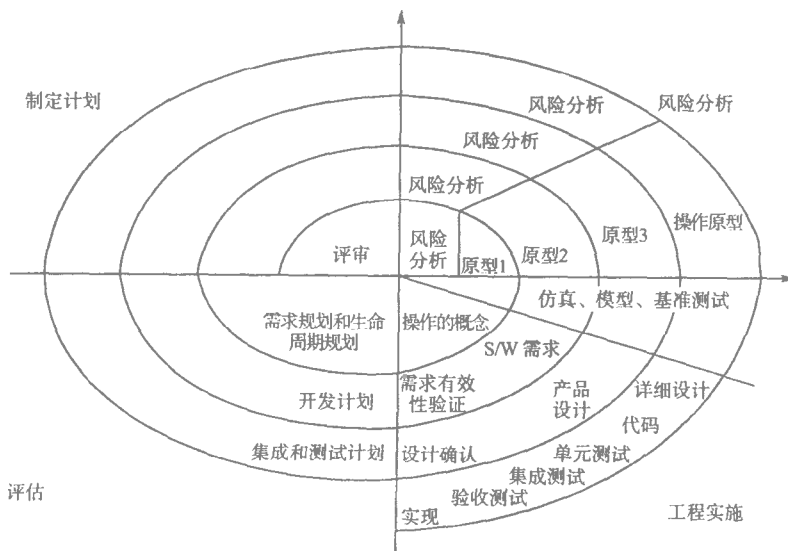 制定计划
风险分析
风险分析
风险分析
风险分析
风险
分析
评审
原型1
原型2
原型3
操作原型
仿真、模型、基准测试
需求规划和生命
周期规划
操作的概念
S/W 需求
开发计划
需求有效
性验证
产品
设计
详细设计
代码
集成和测试计划
设计确认
单元测试
集成测试
验收测试
实现
评估
工程实施